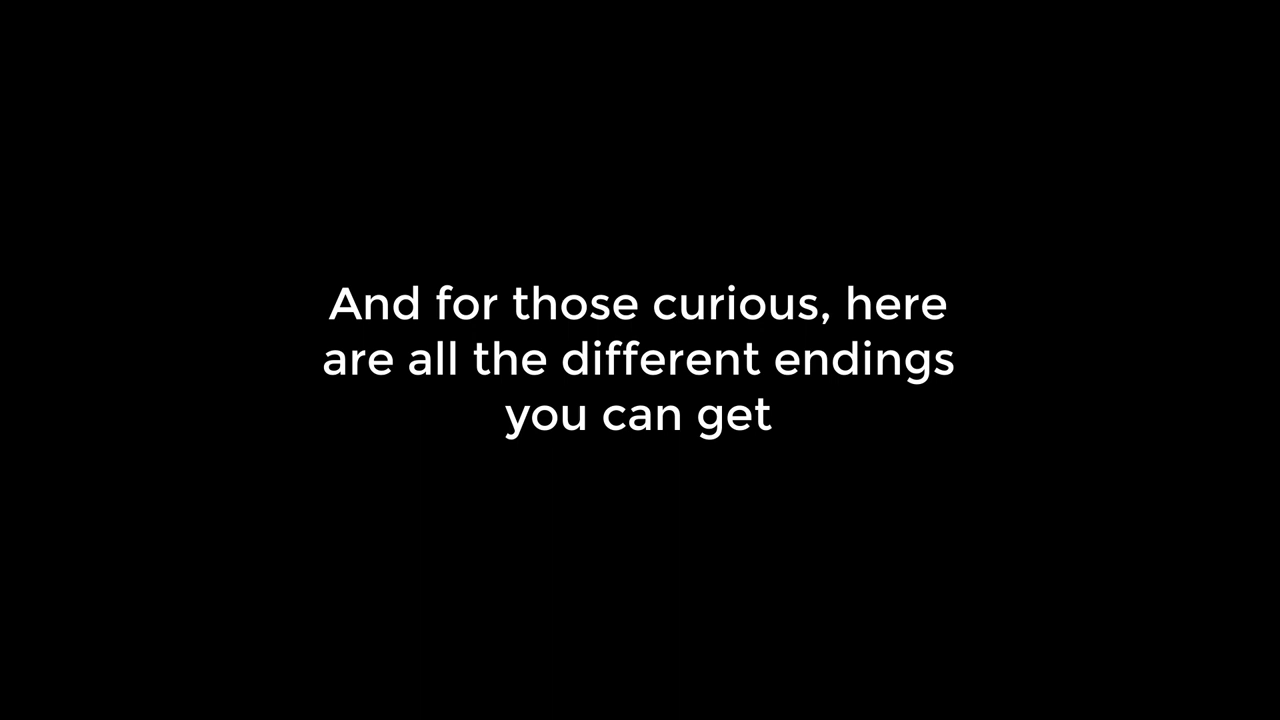 And for those curious, here
are all the different endings
you can get